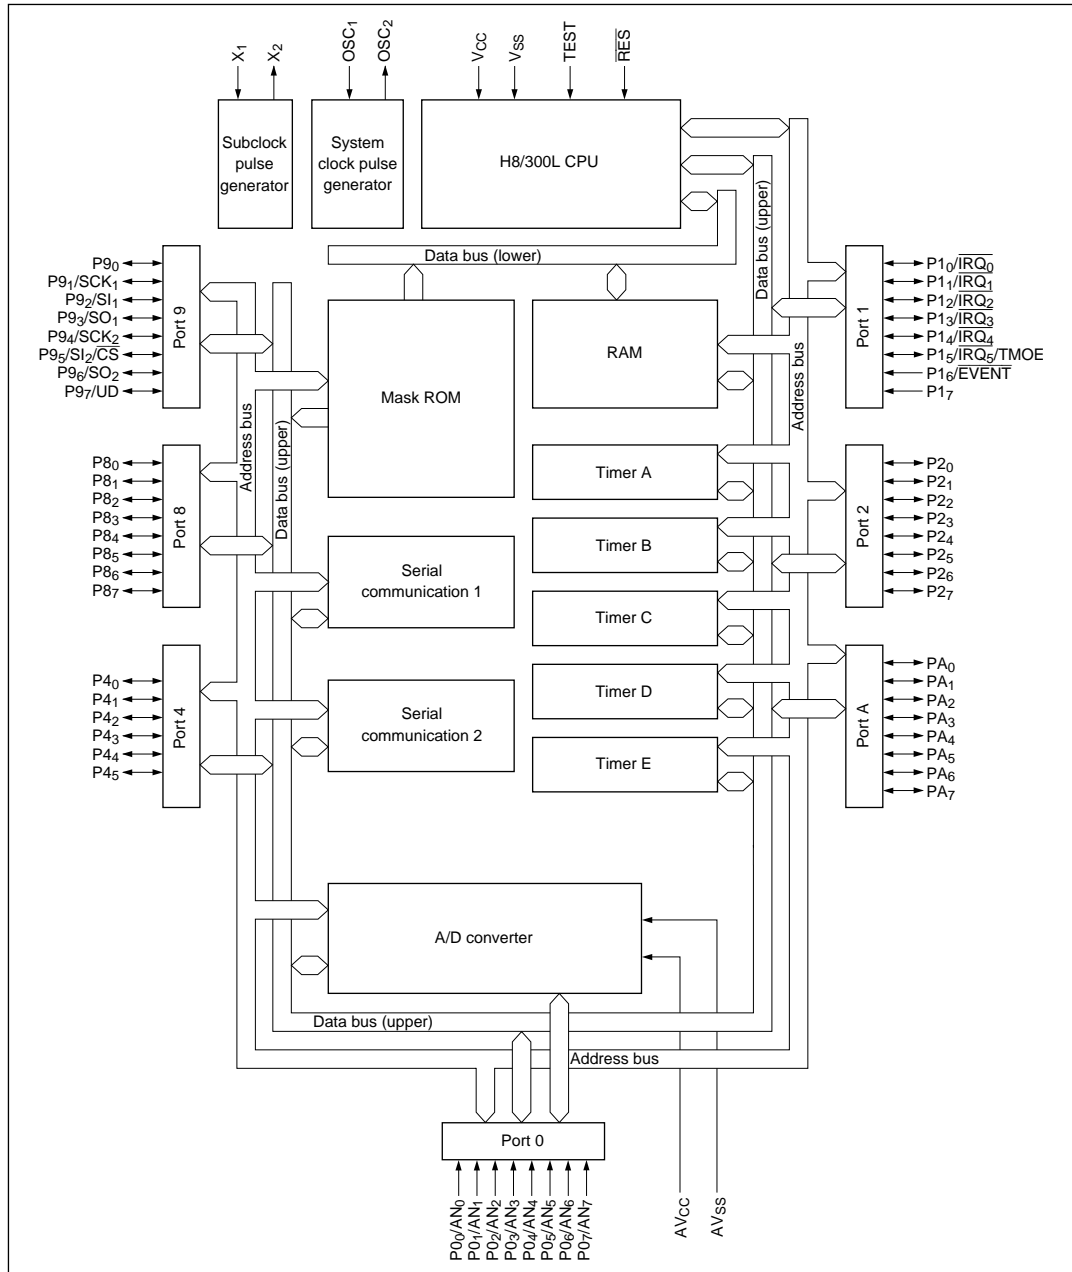 X1
X2
OSC1
OSC2
VCC
VSS
TEST
RES
Subclock
pulse
generator
System
clock pulse
generator
H8/300L CPU
Data bus (lower)
Data bus (upper)
Address bus
P90
P91/SCK1
P92/SI1
P93/SO1
P94/SCK2
P95/SI2/CS
P96/SO2
P97/UD
Port 9
Mask ROM
RAM
Port 1
P10/IRQ0
P11/IRQ1
P12/IRQ2
P13/IRQ3
P14/IRQ4
P15/IRQ5/TMOE
P16/EVENT
P17
Address bus
Data bus (upper)
P80
P81
P82
P83
P84
P85
P86
P87
Port 8
Serial
communication 1
Timer A
Timer B
Timer C
Port 2
P20
P21
P22
P23
P24
P25
P26
P27
P40
P41
P42
P43
P44
P45
Port 4
Serial
communication 2
Timer D
Timer E
Port A
PA0
PA1
PA2
PA3
PA4
PA5
PA6
PA7
A/D converter
Data bus (upper)
Address bus
Port 0
P00/AN0
P01/AN1
P02/AN2
P03/AN3
P04/AN4
P05/AN5
P06/AN6
P07/AN7
AVCC
AVSS